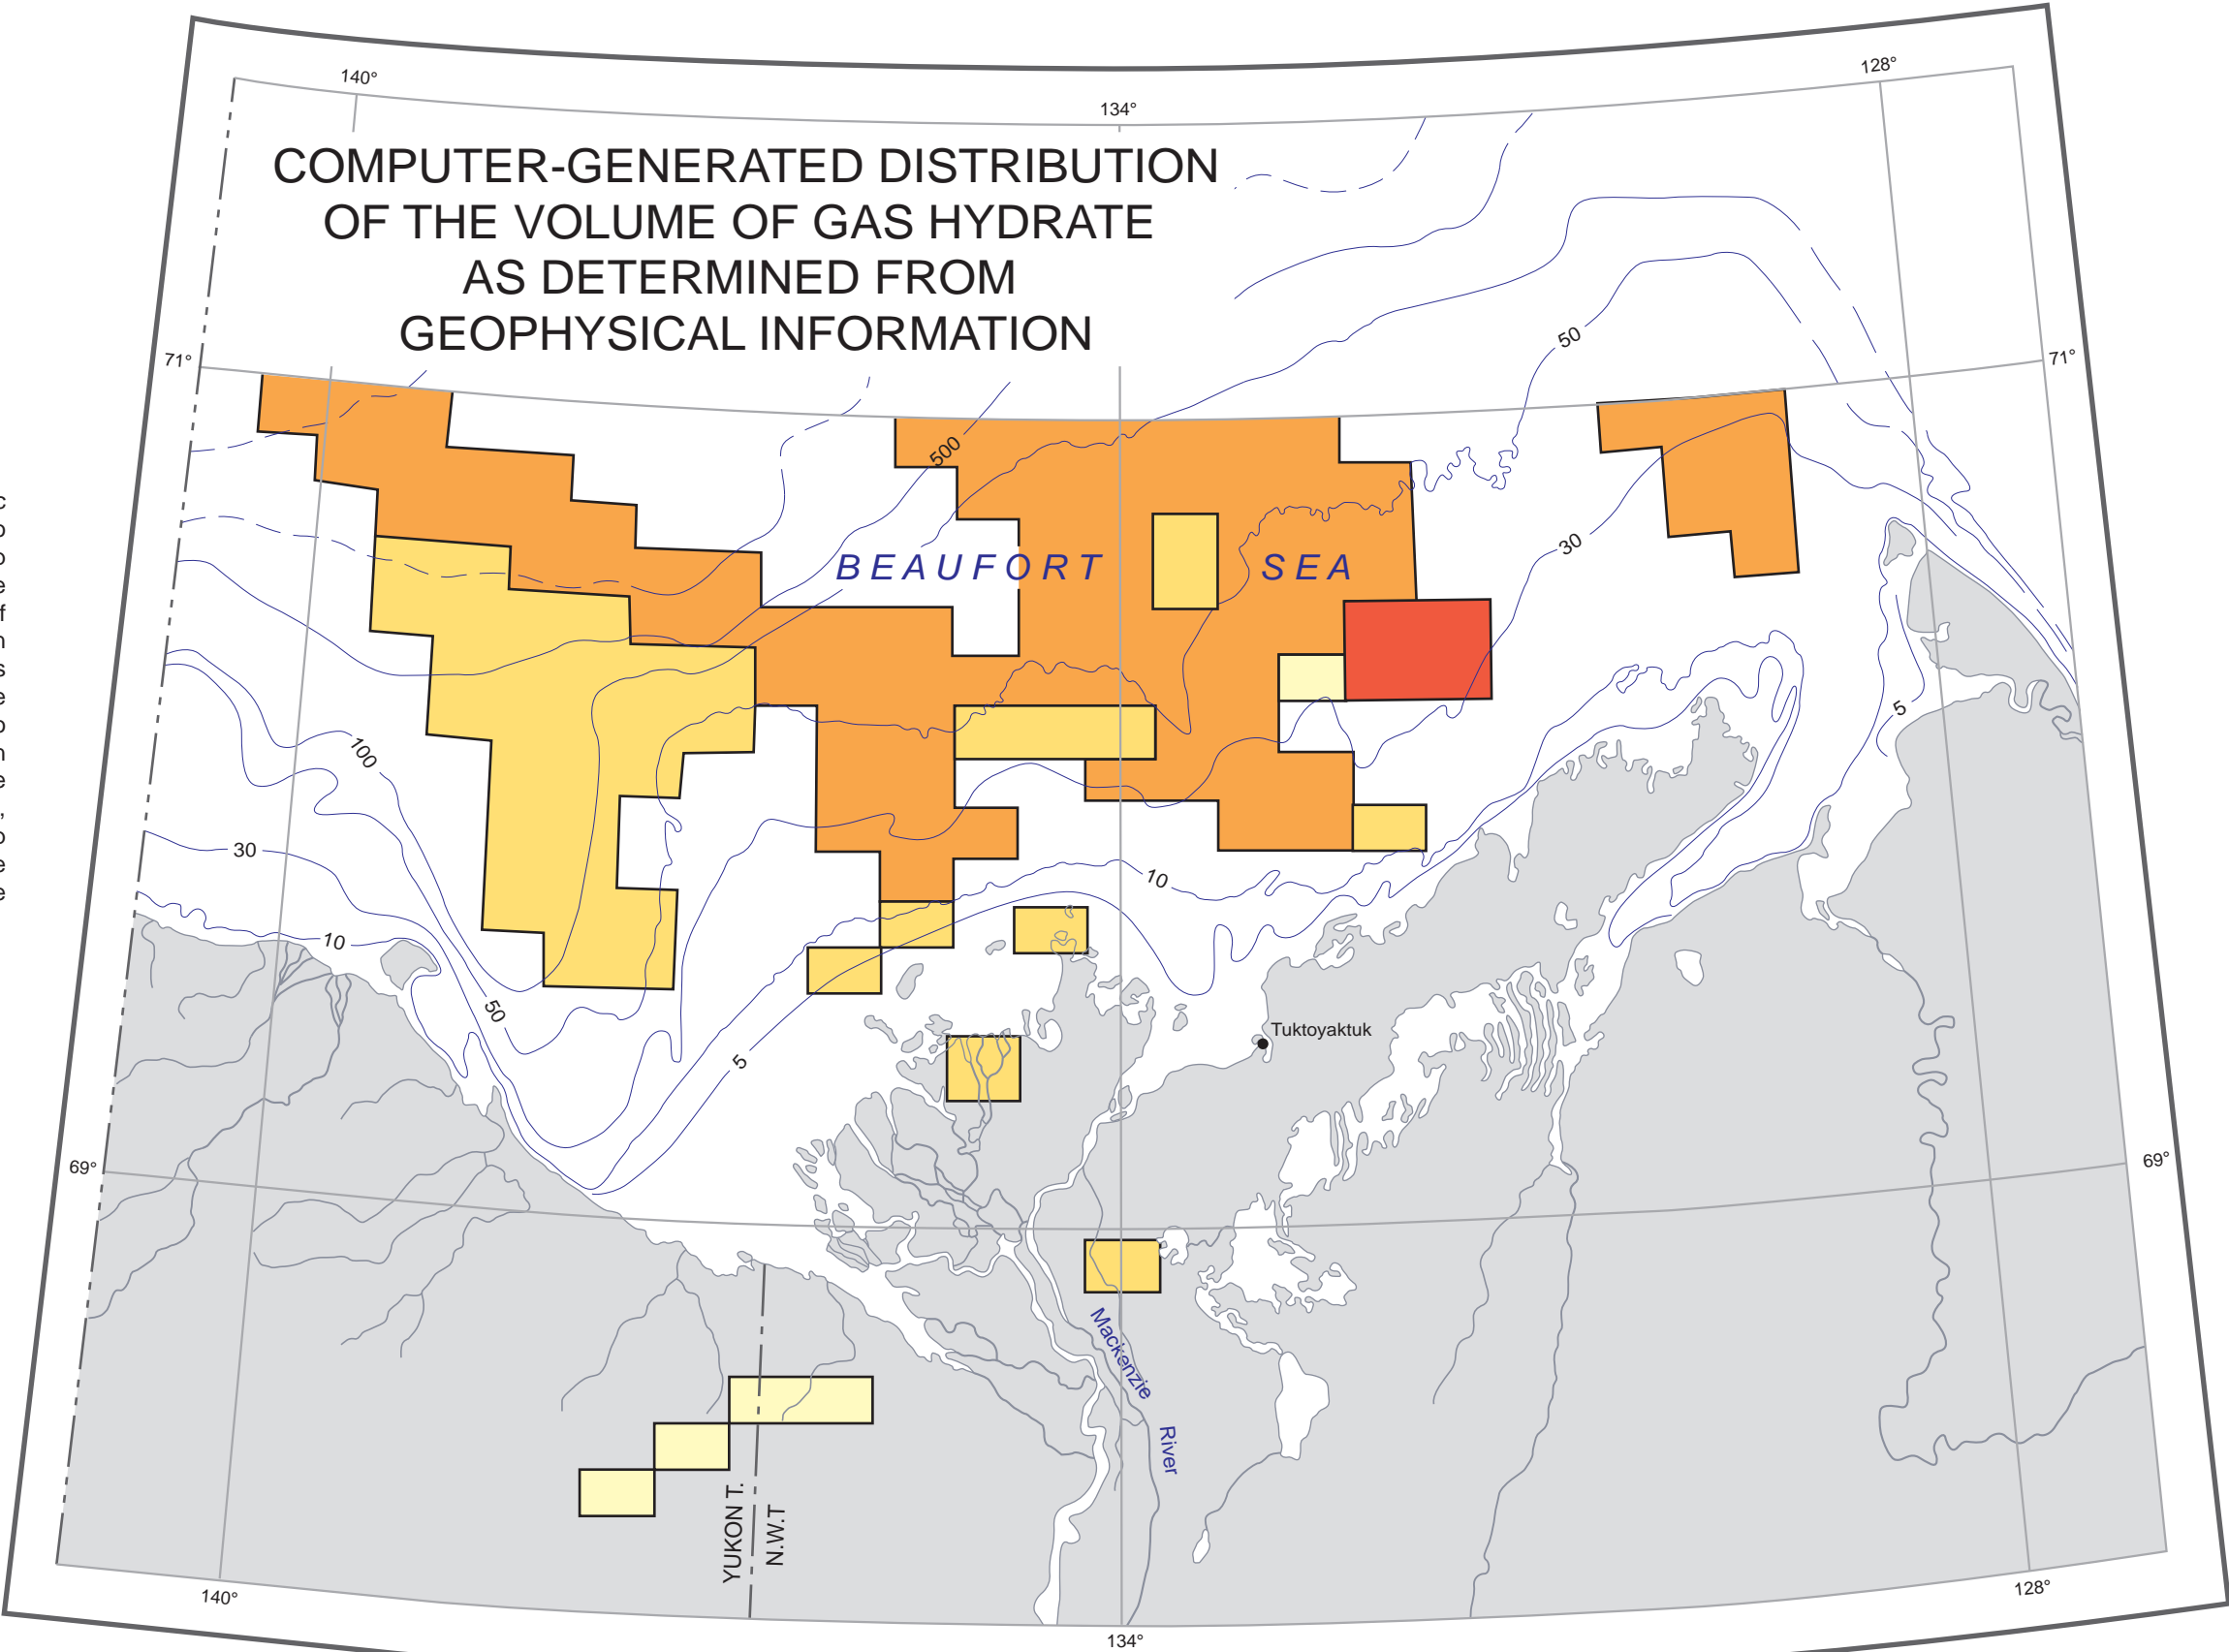 140°
128°
134°
COMPUTER-GENERATED DISTRIBUTION
OF THE VOLUME OF GAS HYDRATE
AS DETERMINED FROM
GEOPHYSICAL INFORMATION
71°
71°
50
500
30
BEAUFORT SEA
5
100
30
10
10
50
5
Tuktoyaktuk
69°
69°
Mackenzie
River
YUKON T.
N.W.T
140°
128°
134°